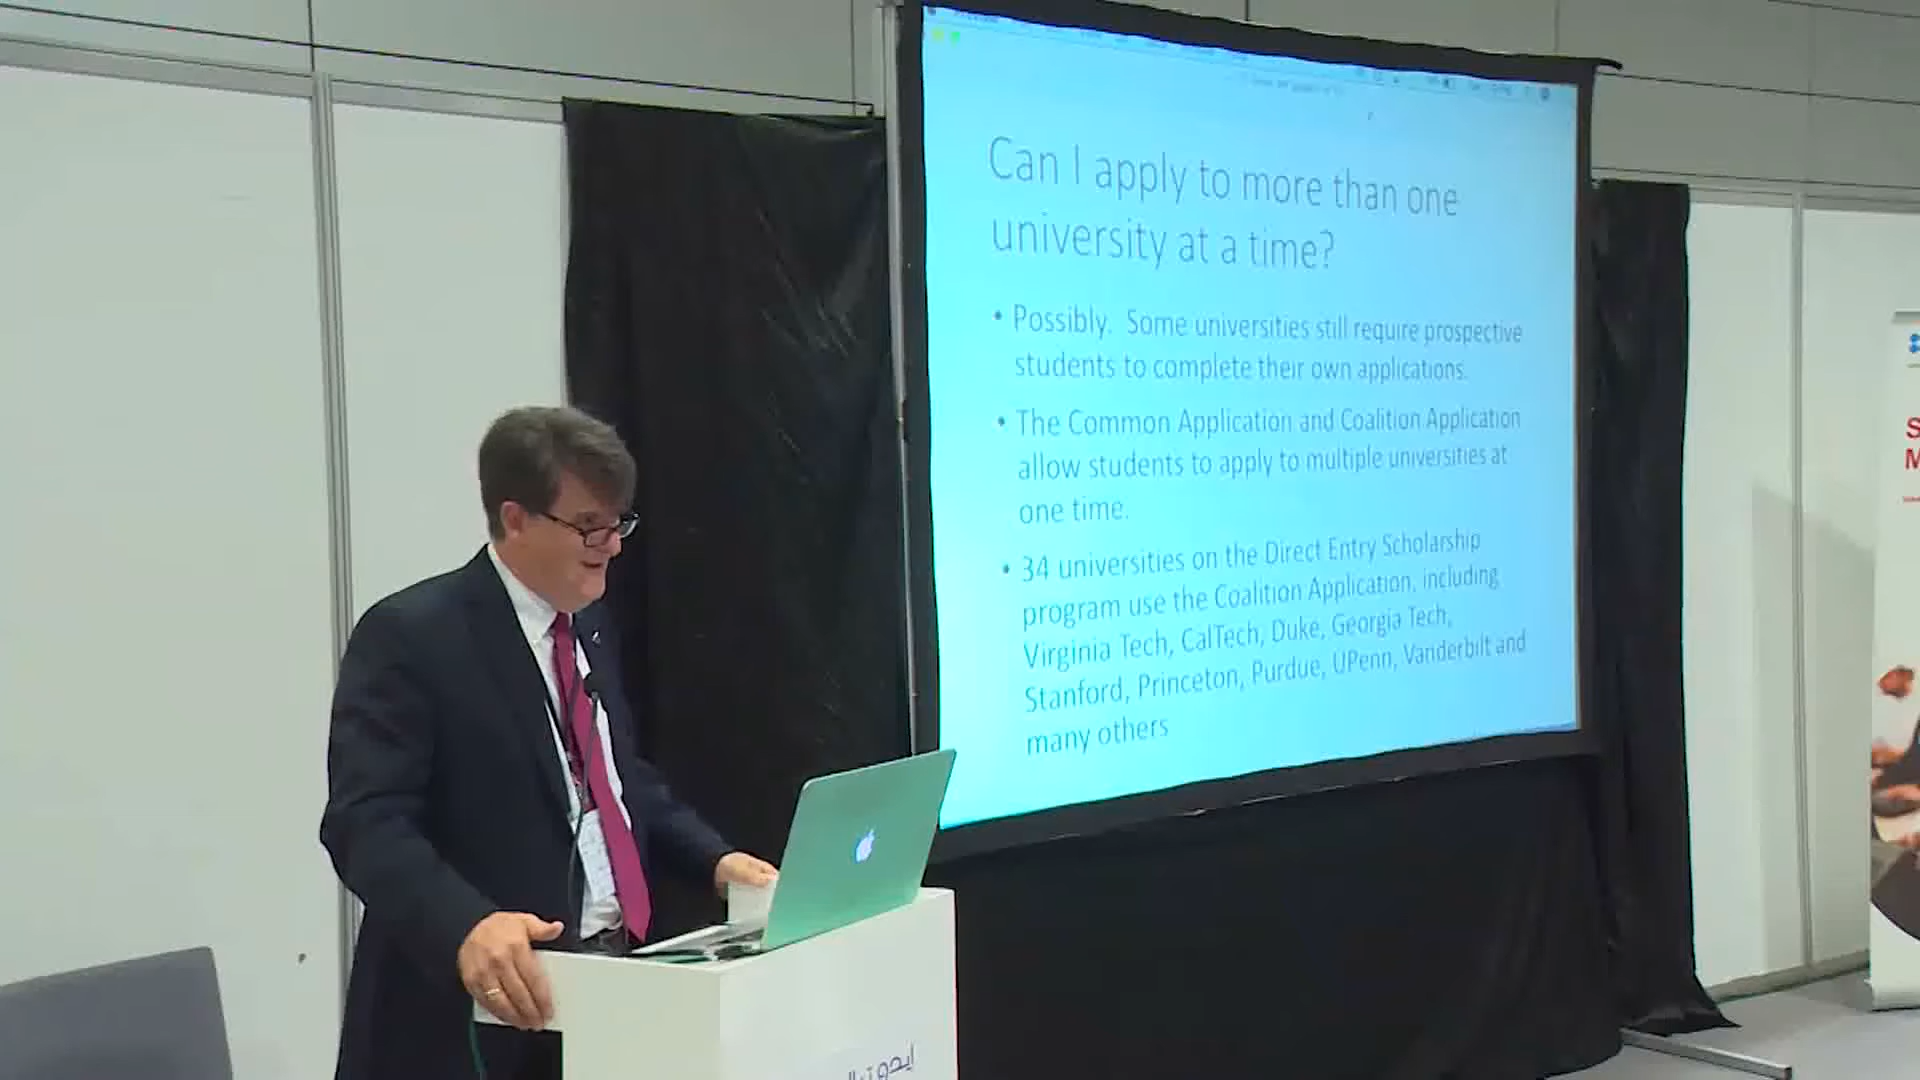 Can I apply to more than one
university at a time?
• Possibly. Some universities still require prospective
students to complete their own applications.
• The Common Application and Coalition Application
allow students to apply to multiple universities at
one time.
• 34 universities on the Direct Entry Scholarship
program use the Coalition Application, including
Virginia Tech, CalTech, Duke, Georgia Tech,
Stanford, Princeton, Purdue, UPenn, Vanderbilt and
many others
S
M